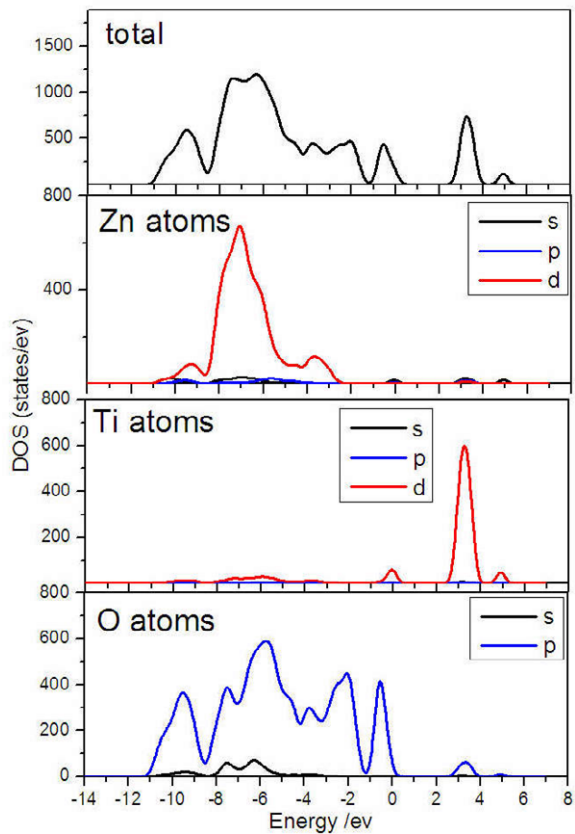 total
1500
1000
500
800
Zn atoms
s
p
d
400
DOS (states/ev)
800
Ti atoms
s
p
d
600
400
200
800
O atoms
s
p
600
400
200
0
-14 -12 -10 -8 -6 -4 -2 0 2 4 6 8
Energy /ev